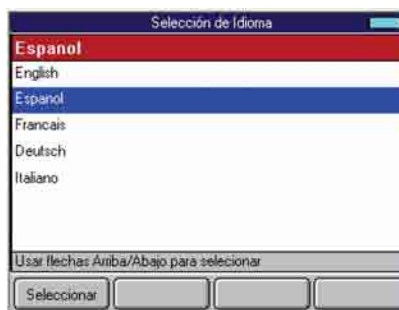 Selección de Idioma
Espanol
English
Espanol
Francais
Deutsch
Italiano
Usar flechas Arriba/Abajo para selecionar
Seleccionar